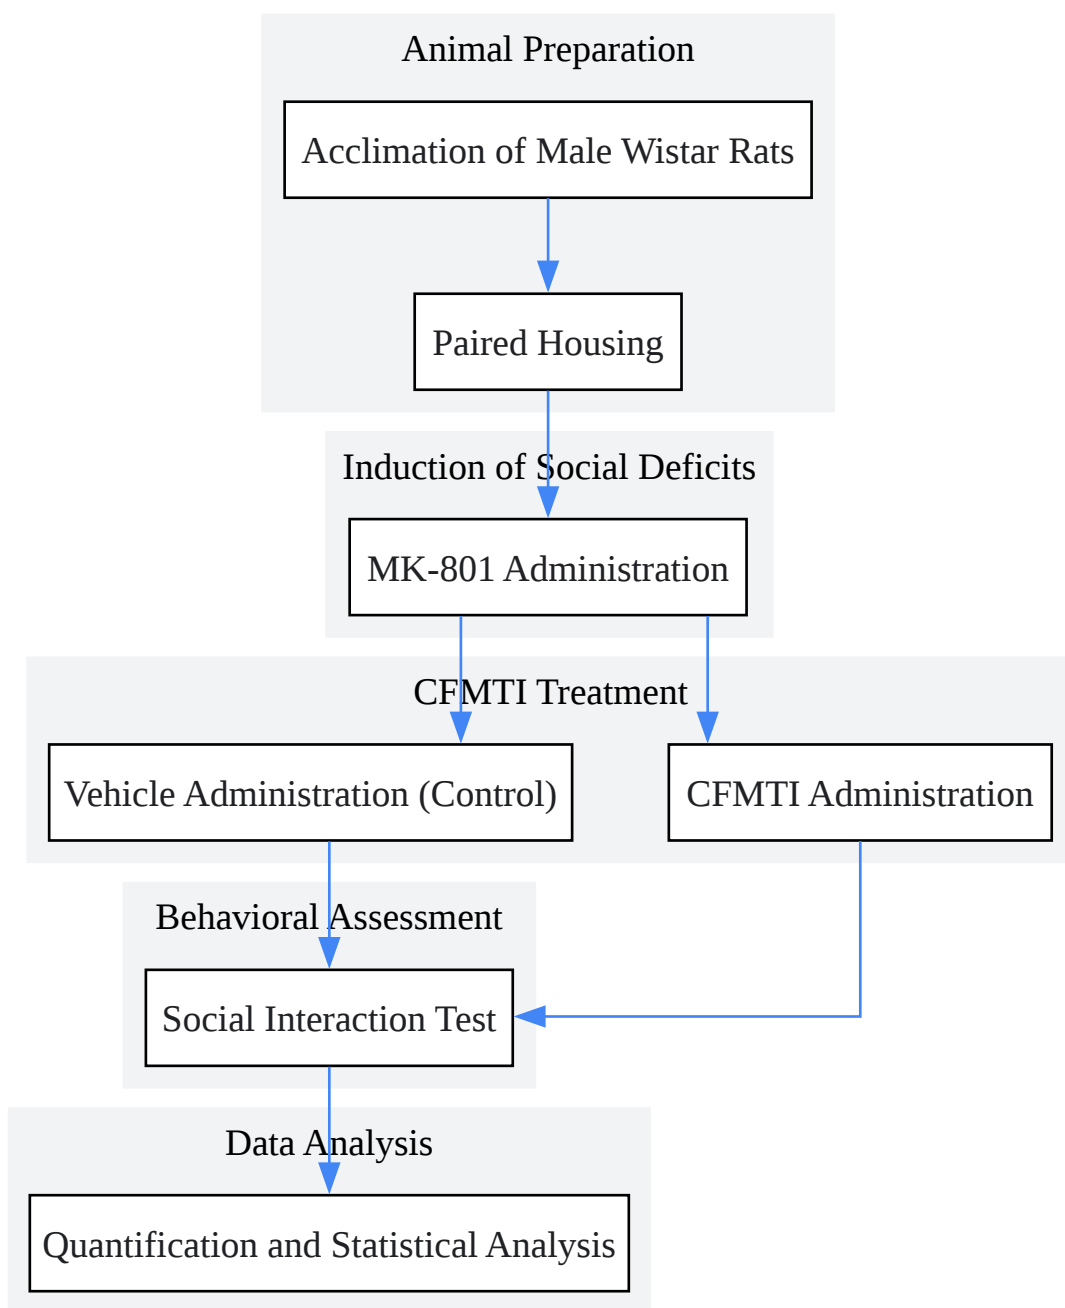 Animal Preparation
Acclimation of Male Wistar Rats
Paired Housing
Induction of Social Deficits
MK-801 Administration
CFMTI Treatment
Vehicle Administration (Control)
CFMTI Administration
Behavioral Assessment
Social Interaction Test
Data Analysis
Quantification and Statistical Analysis